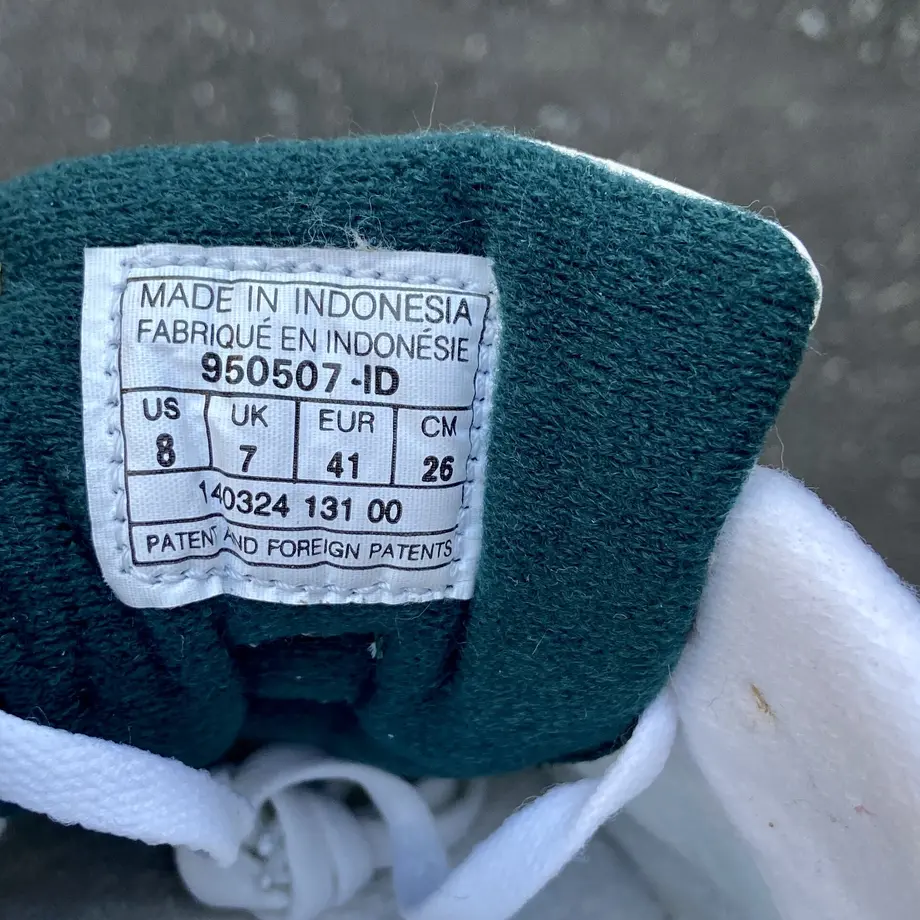 MADE IN INDONESIA
FABRIQUÉ EN INDONÉSIE
950507-ID
US UK EUR CM
8 7 41 26
140324 131 00
PATENT AND FOREIGN PATENTS